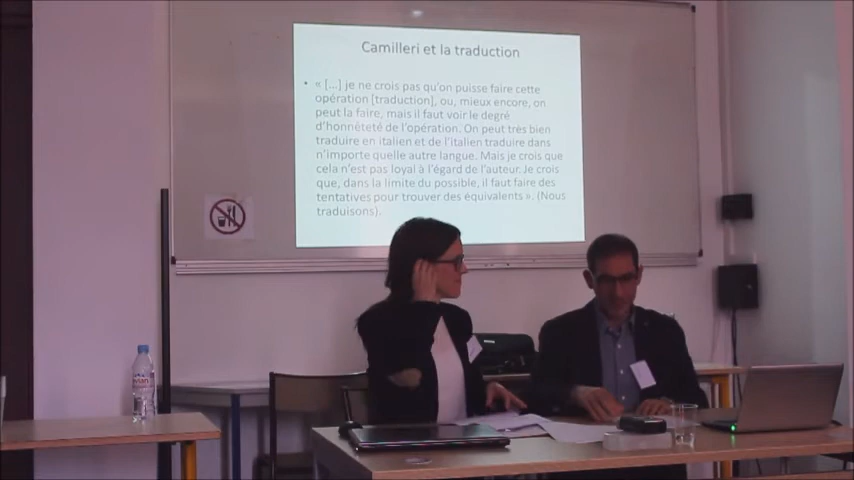 Camilleri et la traduction
• « [...] je ne crois pas qu'on puisse faire cette
opération [traduction], ou, mieux encore, on
peut la faire, mais il faut voir le degré
d'honnêteté de l'opération. On peut très bien
traduire en italien et de l'italien traduire dans
n'importe quelle autre langue. Mais je crois que
cela n'est pas loyal à l'égard de l'auteur. Je crois
que, dans la limite du possible, il faut faire des
tentatives pour trouver des équivalents ». (Nous
traduisons).